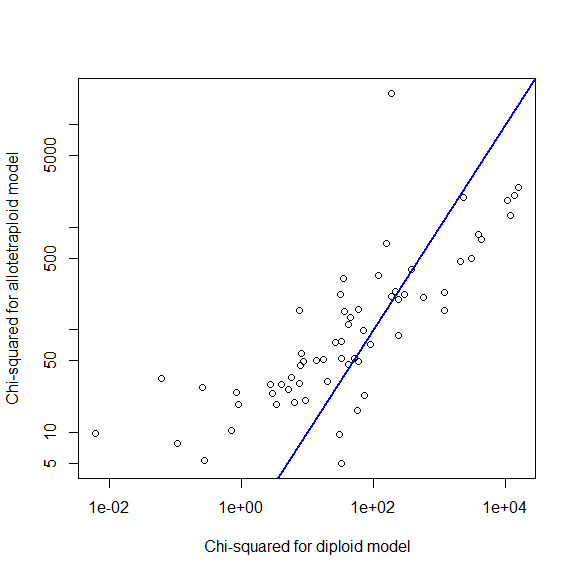 Chi-squared for allotetraploid model
5000
500
50
10
5
1e-02 1e+00 1e+02 1e+04
Chi-squared for diploid model